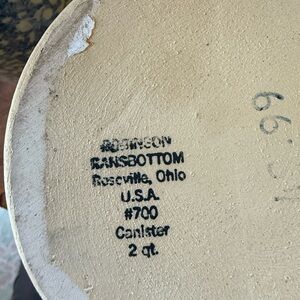 ROBINSON
RANSBOTTOM
Roseville, Ohio
U.S.A.
#700
Canister
2 qt.